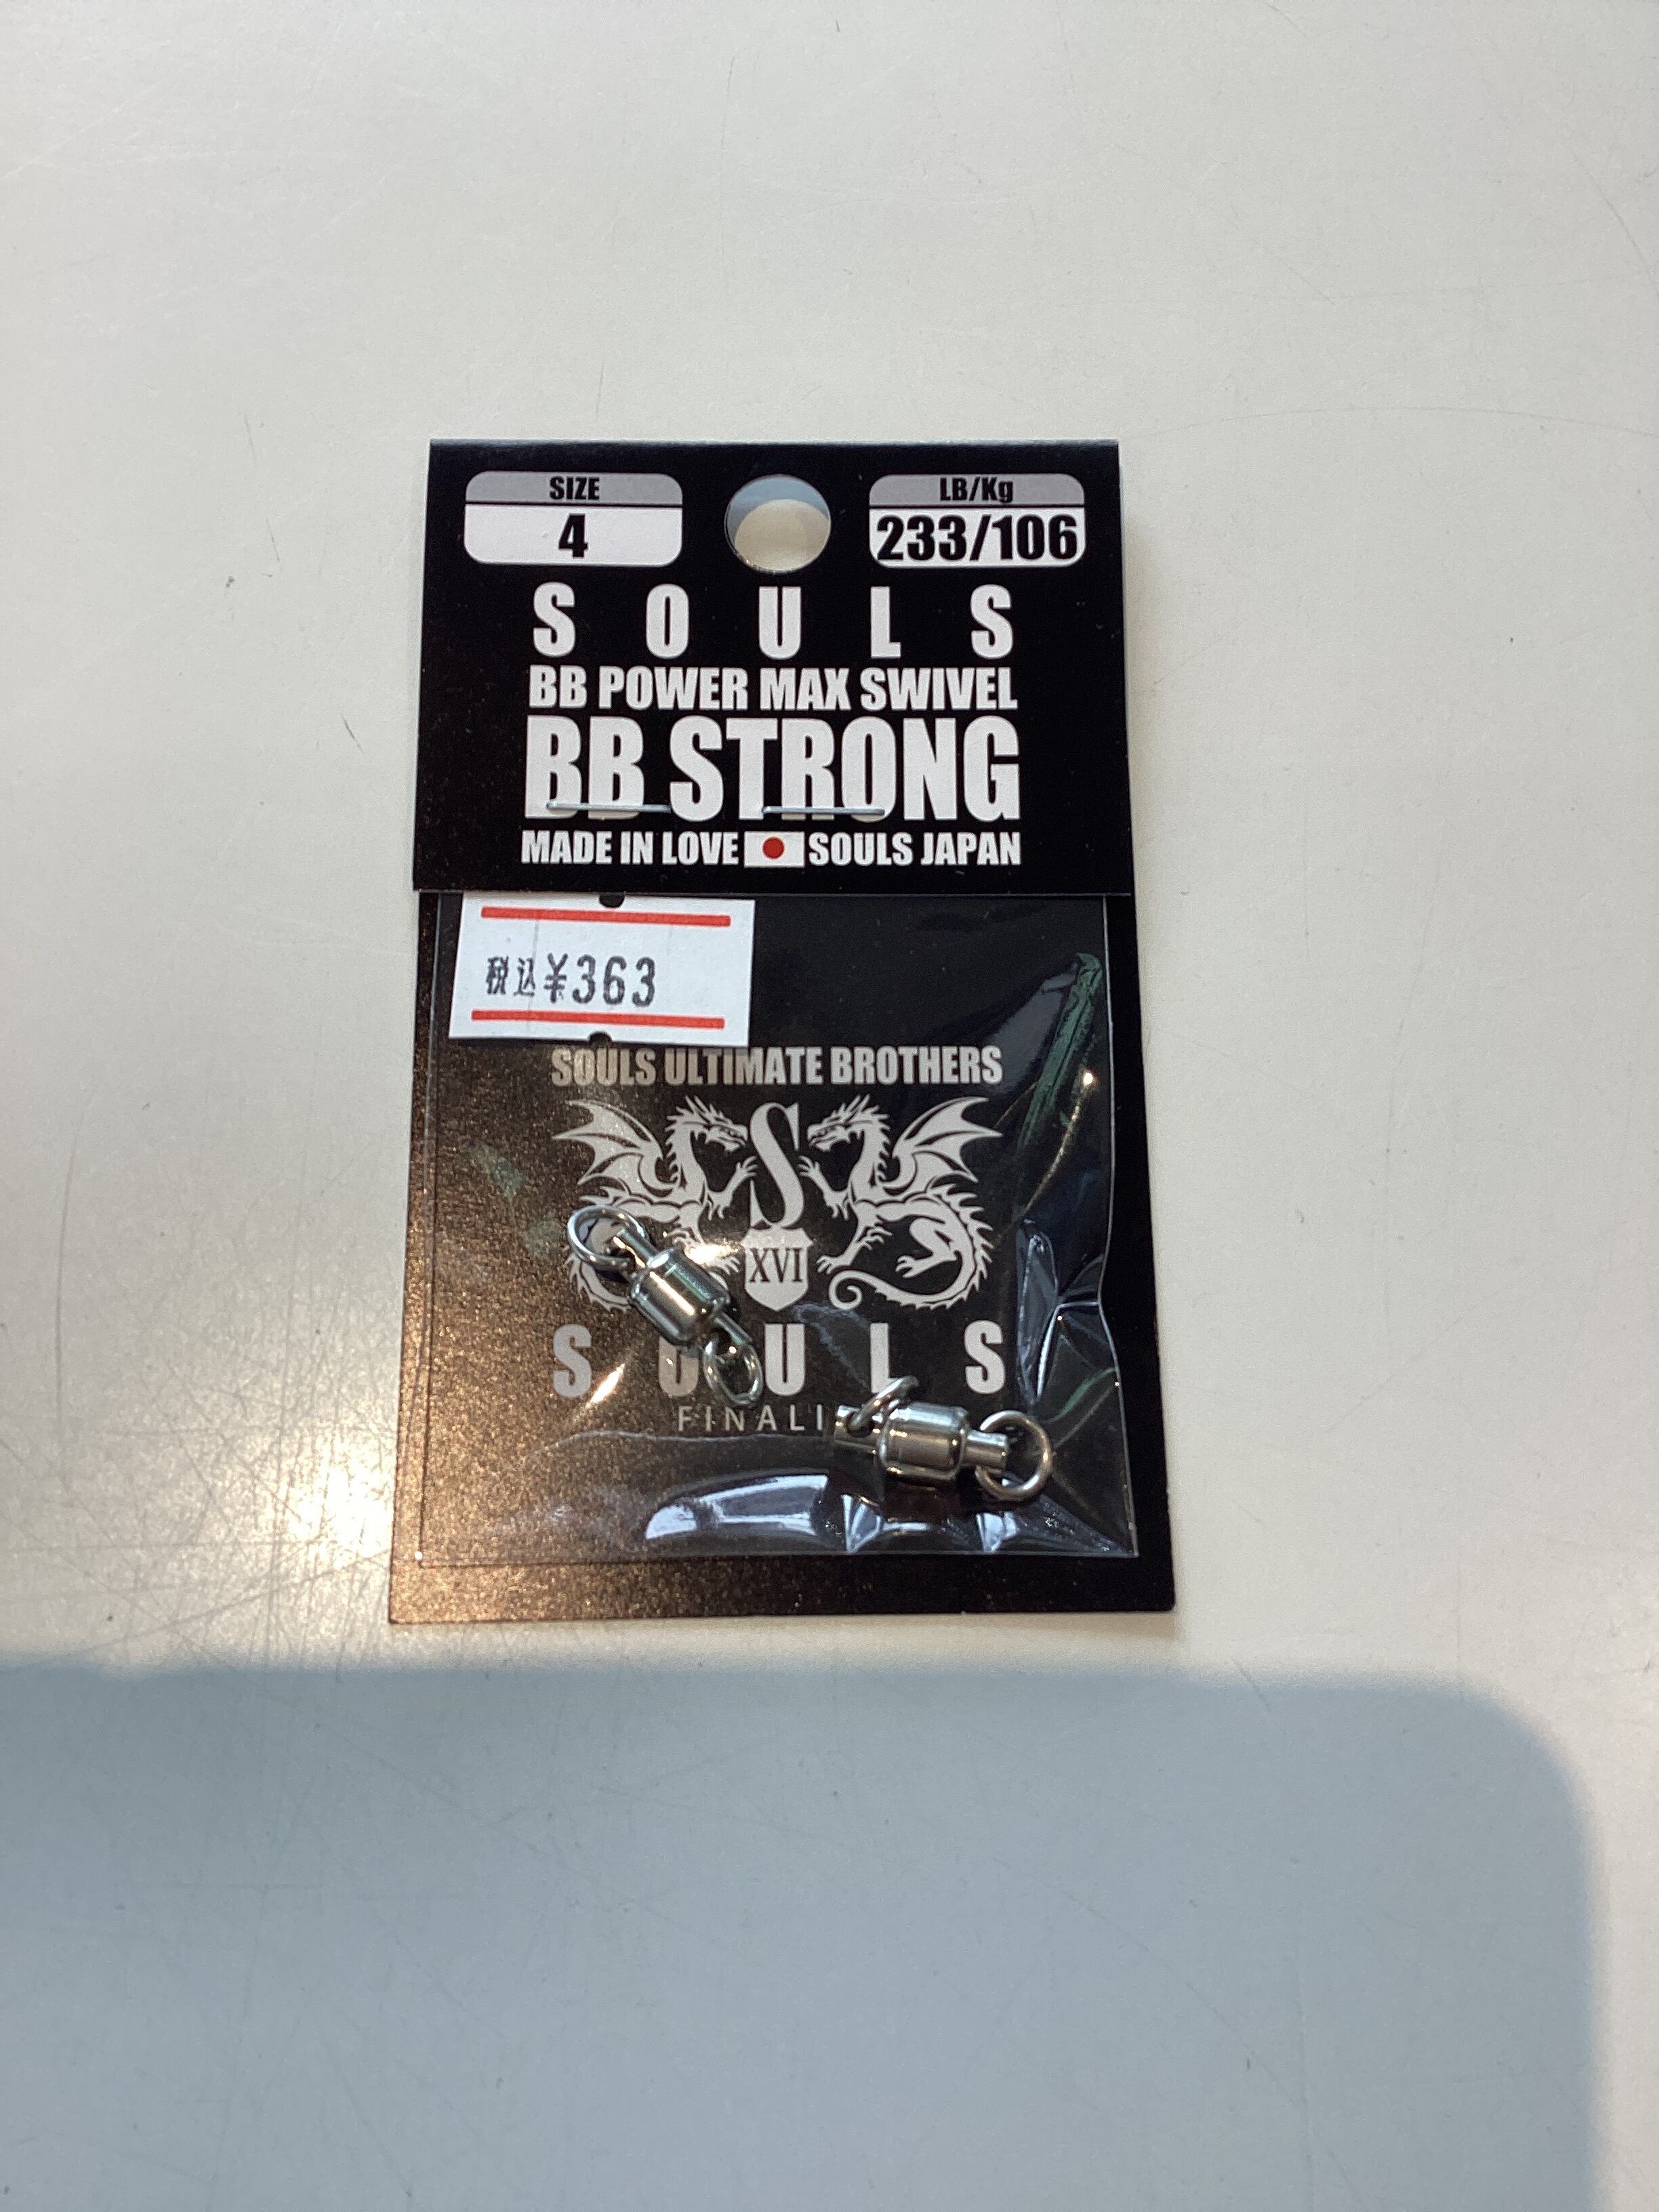 SIZE
4
LB/Kg
233/106
SOULS
BB POWER MAX SWIVEL
BB STRONG
MADE IN LOVE SOULS JAPAN
税込¥363
SOULS ULTIMATE BROTHERS
S
XVI
SOULS